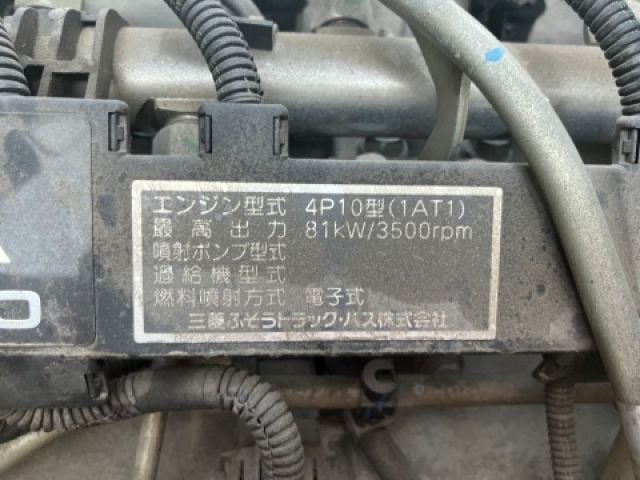 エンジン型式 4P10型(1AT1)
最高出力 81kW/3500rpm
噴射ポンプ型式
過給機型式
燃料噴射方式 電子式
三菱ふそうトラック・バス株式会社